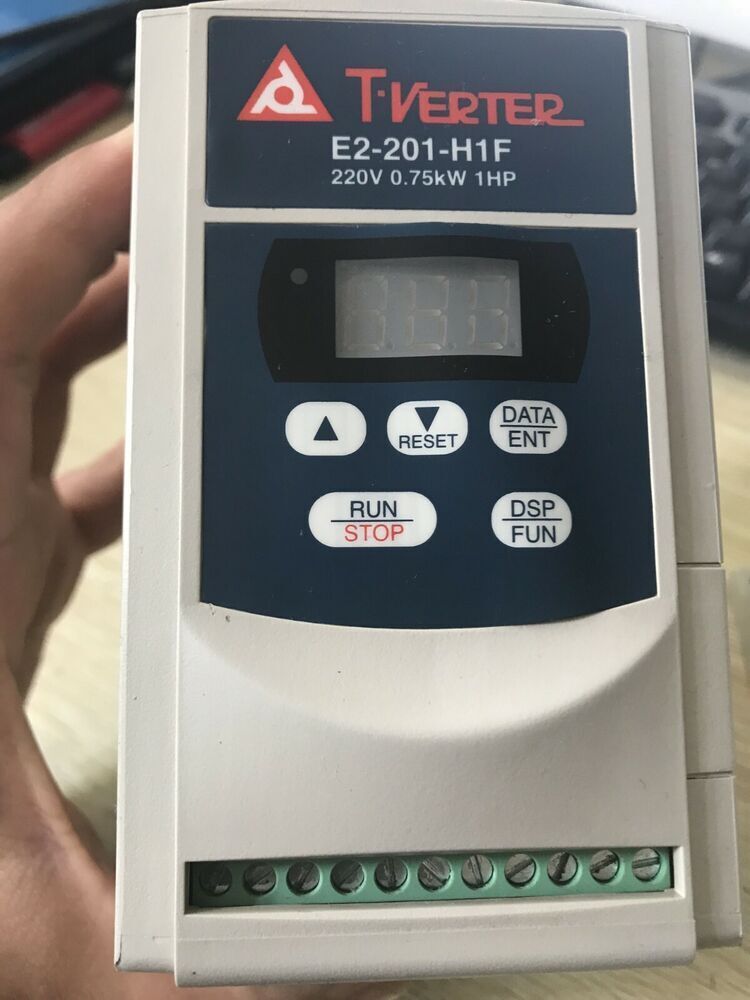 T-VERTER
E2-201-H1F
220V 0.75kW 1HP
▲
▼
RESET
DATA
ENT
RUN
STOP
DSP
FUN